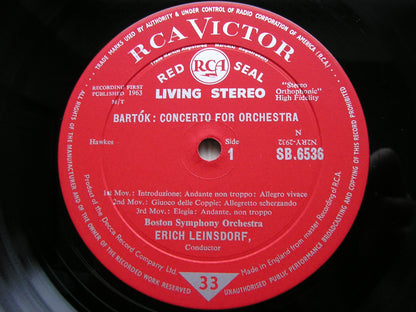 TRADE MARKS USED BY AUTHORITY & UNDER CONTROL OF RADIO CORPORATION OF AMERICA (RCA)
RCA VICTOR
RED RCA SEAL
LIVING STEREO
RECORDING FIRST
PUBLISHED 1963
M/T
"Stereo
Orthophonic"
High Fidelity
BARTÓK: CONCERTO FOR ORCHESTRA
N
N2RY-2932
Hawkes
Side
1
SB.6536
1st Mov.: Introduzione: Andante non troppo: Allegro vivace
2nd Mov.: Giuoco delle Coppie: Allegretto scherzando
3rd Mov.: Elegia: Andante, non troppo
Boston Symphony Orchestra
ERICH LEINSDORF,
Conductor
Product of the Decca Record Company Ltd.
33
Made in England from master recording of R.C.A.
ALL RIGHTS OF THE MANUFACTURER AND OF THE OWNER OF THE RECORDED WORK RESERVED
UNAUTHORISED PUBLIC PERFORMANCE BROADCASTING AND COPYING OF THIS RECORD PROHIBITED.